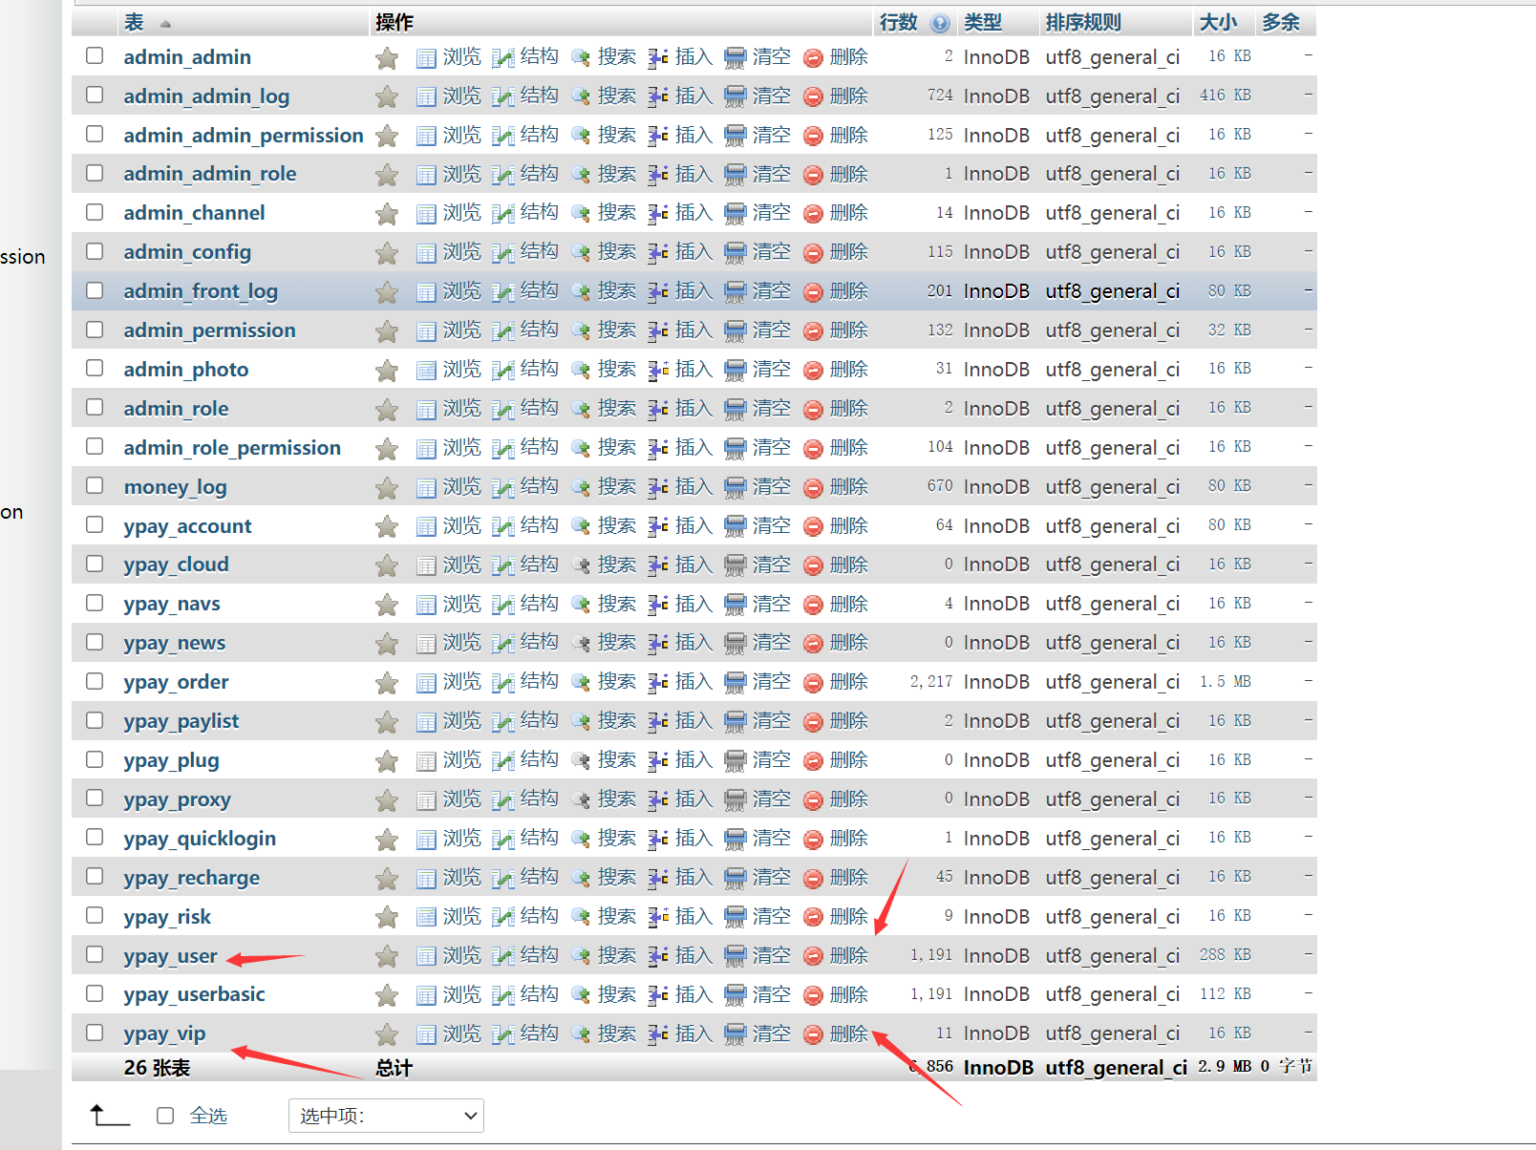 表 操作 行数 类型 排序规则 大小 多余
admin_admin 浏览 结构 搜索 插入 清空 删除 2 InnoDB utf8_general_ci 16 KB -
admin_admin_log 浏览 结构 搜索 插入 清空 删除 724 InnoDB utf8_general_ci 416 KB -
admin_admin_permission 浏览 结构 搜索 插入 清空 删除 125 InnoDB utf8_general_ci 16 KB -
admin_admin_role 浏览 结构 搜索 插入 清空 删除 1 InnoDB utf8_general_ci 16 KB -
admin_channel 浏览 结构 搜索 插入 清空 删除 14 InnoDB utf8_general_ci 16 KB -
admin_config 浏览 结构 搜索 插入 清空 删除 115 InnoDB utf8_general_ci 16 KB -
ssion
admin_front_log 浏览 结构 搜索 插入 清空 删除 201 InnoDB utf8_general_ci 80 KB -
admin_permission 浏览 结构 搜索 插入 清空 删除 132 InnoDB utf8_general_ci 32 KB -
admin_photo 浏览 结构 搜索 插入 清空 删除 31 InnoDB utf8_general_ci 16 KB -
admin_role 浏览 结构 搜索 插入 清空 删除 2 InnoDB utf8_general_ci 16 KB -
admin_role_permission 浏览 结构 搜索 插入 清空 删除 104 InnoDB utf8_general_ci 16 KB -
money_log 浏览 结构 搜索 插入 清空 删除 670 InnoDB utf8_general_ci 80 KB -
on
ypay_account 浏览 结构 搜索 插入 清空 删除 64 InnoDB utf8_general_ci 80 KB -
ypay_cloud 浏览 结构 搜索 插入 清空 删除 0 InnoDB utf8_general_ci 16 KB -
ypay_navs 浏览 结构 搜索 插入 清空 删除 4 InnoDB utf8_general_ci 16 KB -
ypay_news 浏览 结构 搜索 插入 清空 删除 0 InnoDB utf8_general_ci 16 KB -
ypay_order 浏览 结构 搜索 插入 清空 删除 2,217 InnoDB utf8_general_ci 1.5 MB -
ypay_paylist 浏览 结构 搜索 插入 清空 删除 2 InnoDB utf8_general_ci 16 KB -
ypay_plug 浏览 结构 搜索 插入 清空 删除 0 InnoDB utf8_general_ci 16 KB -
ypay_proxy 浏览 结构 搜索 插入 清空 删除 0 InnoDB utf8_general_ci 16 KB -
ypay_quicklogin 浏览 结构 搜索 插入 清空 删除 1 InnoDB utf8_general_ci 16 KB -
ypay_recharge 浏览 结构 搜索 插入 清空 删除 45 InnoDB utf8_general_ci 16 KB -
ypay_risk 浏览 结构 搜索 插入 清空 删除 9 InnoDB utf8_general_ci 16 KB -
ypay_user 浏览 结构 搜索 插入 清空 删除 1,191 InnoDB utf8_general_ci 288 KB -
ypay_userbasic 浏览 结构 搜索 插入 清空 删除 1,191 InnoDB utf8_general_ci 112 KB -
ypay_vip 浏览 结构 搜索 插入 清空 删除 11 InnoDB utf8_general_ci 16 KB -
26 张表 总计 6,856 InnoDB utf8_general_ci 2.9 MB 0 字节
全选 选中项: